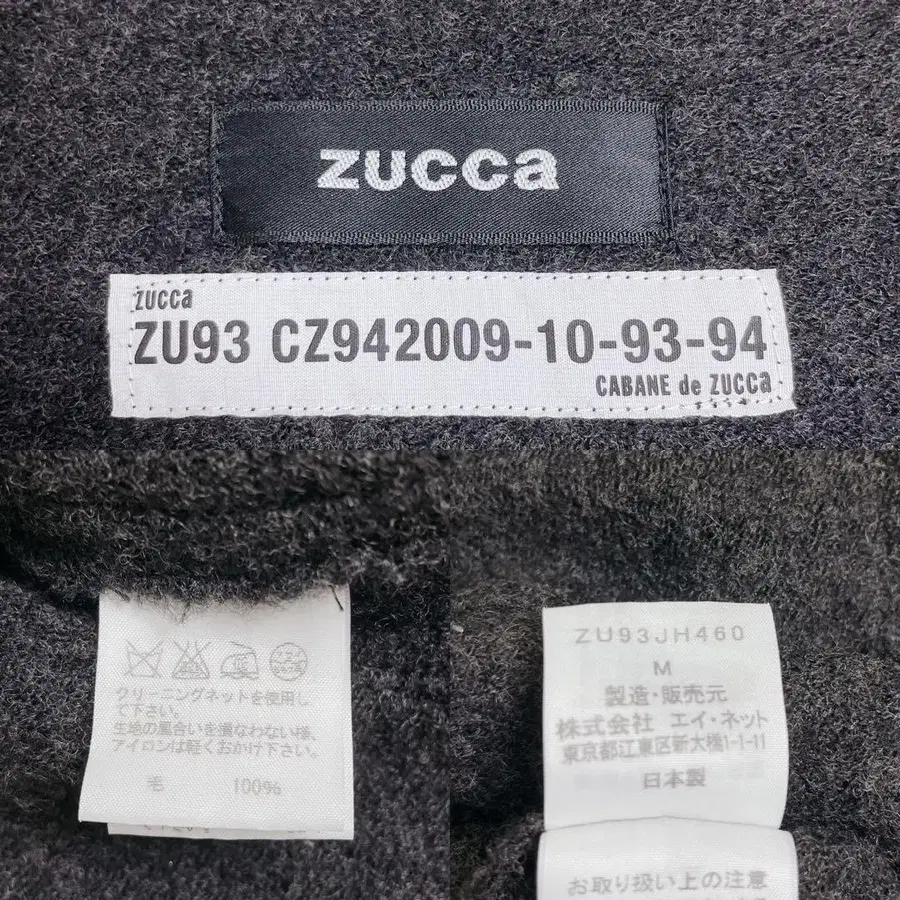 zucca
zucca
ZU93 CZ942009-10-93-94
CABANE de zucca
クリーニングネットを使用し
て下さい。
生地の風合いを損なわない様、
アイロンは軽くおかけ下さい。
毛 100%
ZU93JH460
M
製造・販売元
株式会社 エイ・ネット
東京都江東区新大橋1-1-11
日本製
お取り扱い上の注意